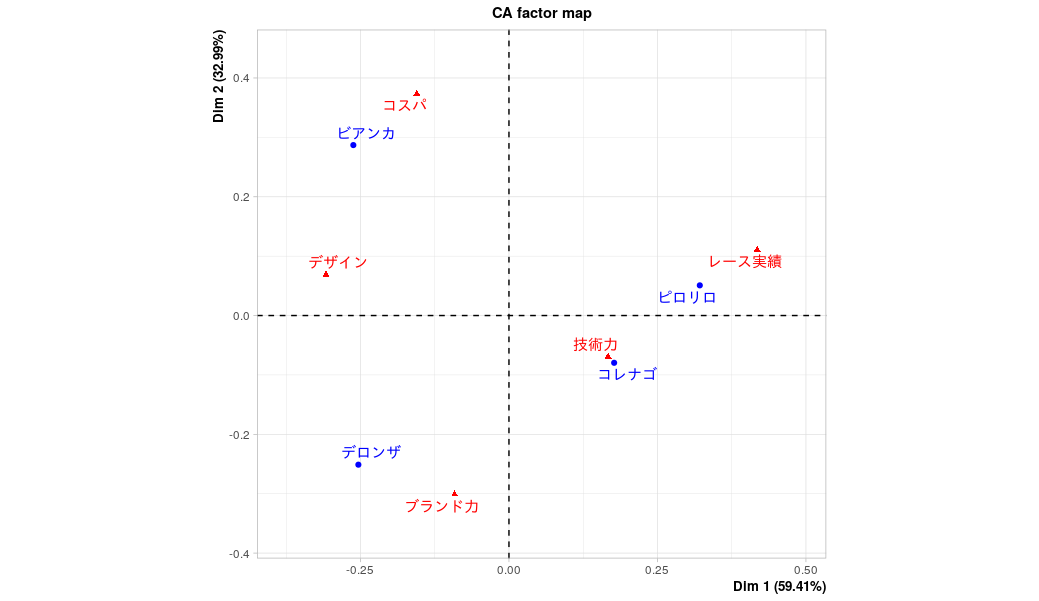 CA factor map
Dim 2 (32.99%)
0.4
コスパ
ビアンカ
0.2
デザイン
レース実績
ピロリロ
0.0
技術力
コレナゴ
-0.2
デロンザ
ブランド力
-0.4
-0.25
0.00
0.25
0.50
Dim 1 (59.41%)